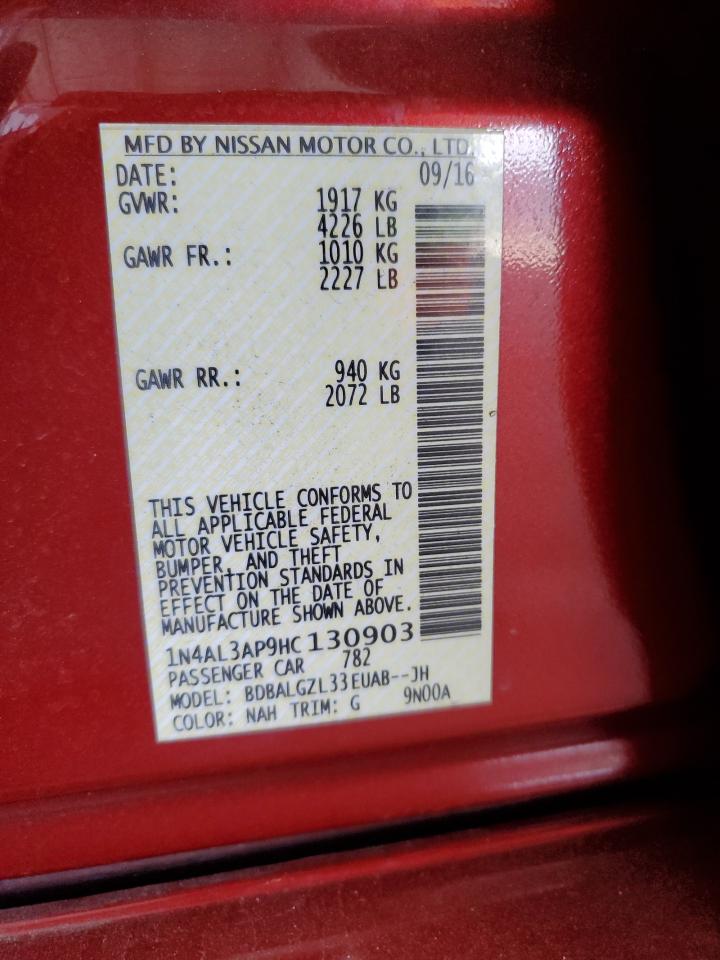 MFD BY NISSAN MOTOR CO., LTD.
DATE: 09/16
GVWR: 1917 KG
4226 LB
GAWR FR.: 1010 KG
2227 LB
GAWR RR.: 940 KG
2072 LB
THIS VEHICLE CONFORMS TO
ALL APPLICABLE FEDERAL
MOTOR VEHICLE SAFETY,
BUMPER, AND THEFT
PREVENTION STANDARDS IN
EFFECT ON THE DATE OF
MANUFACTURE SHOWN ABOVE.
1N4AL3AP9HC130903
PASSENGER CAR 782
MODEL: BDBALGZL33EUAB--JH
COLOR: NAH TRIM: G 9N00A